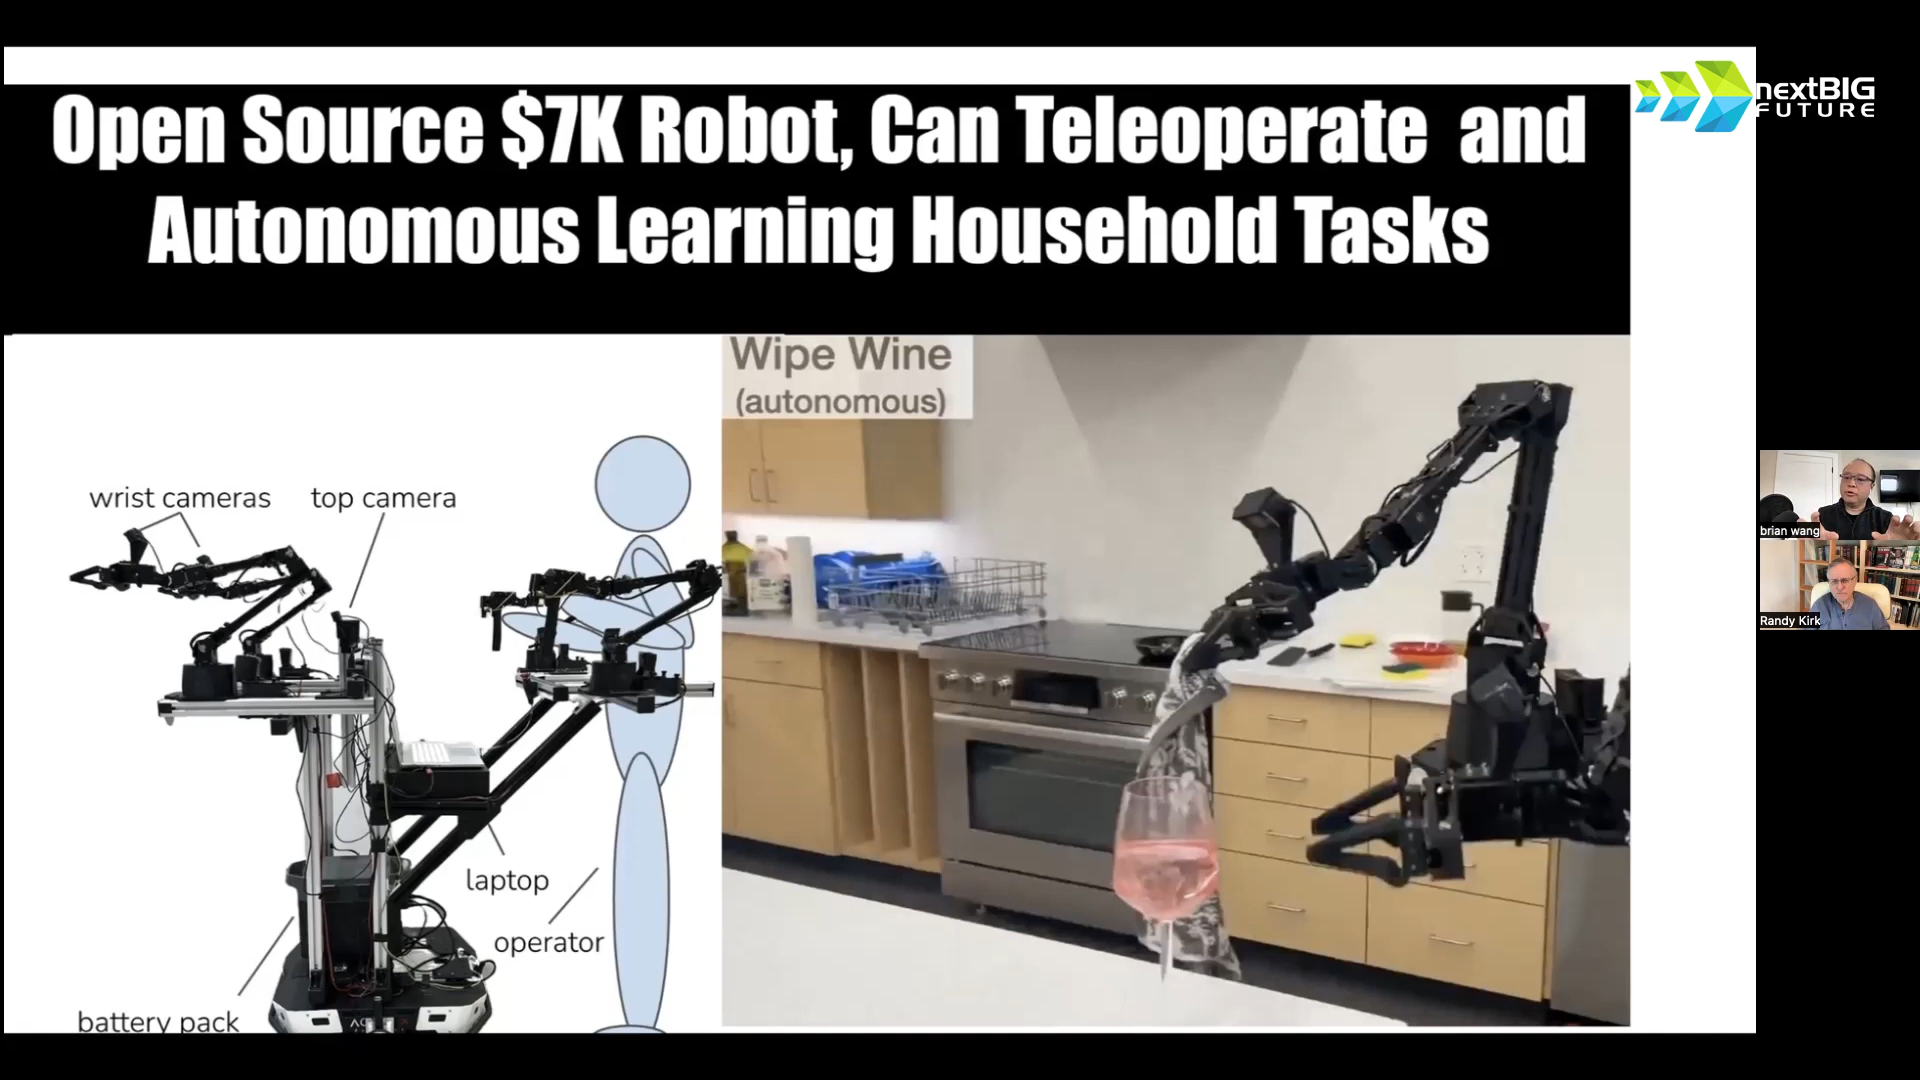 Open Source $7K Robot, Can Teleoperate and
Autonomous Learning Household Tasks
nextBIG
FUTURE
Wipe Wine
(autonomous)
wrist cameras
top camera
laptop
operator
battery pack
brian wang
Randy Kirk